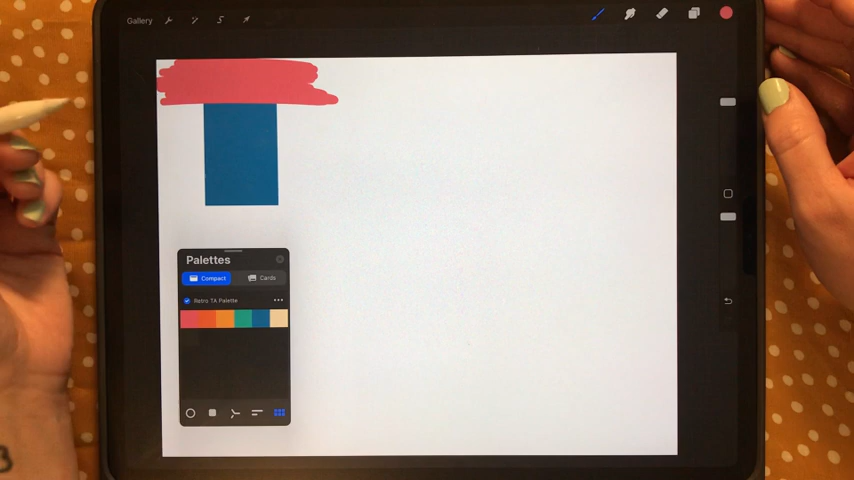 Gallery
Palettes
Compact
Cards
Retro TA Palette